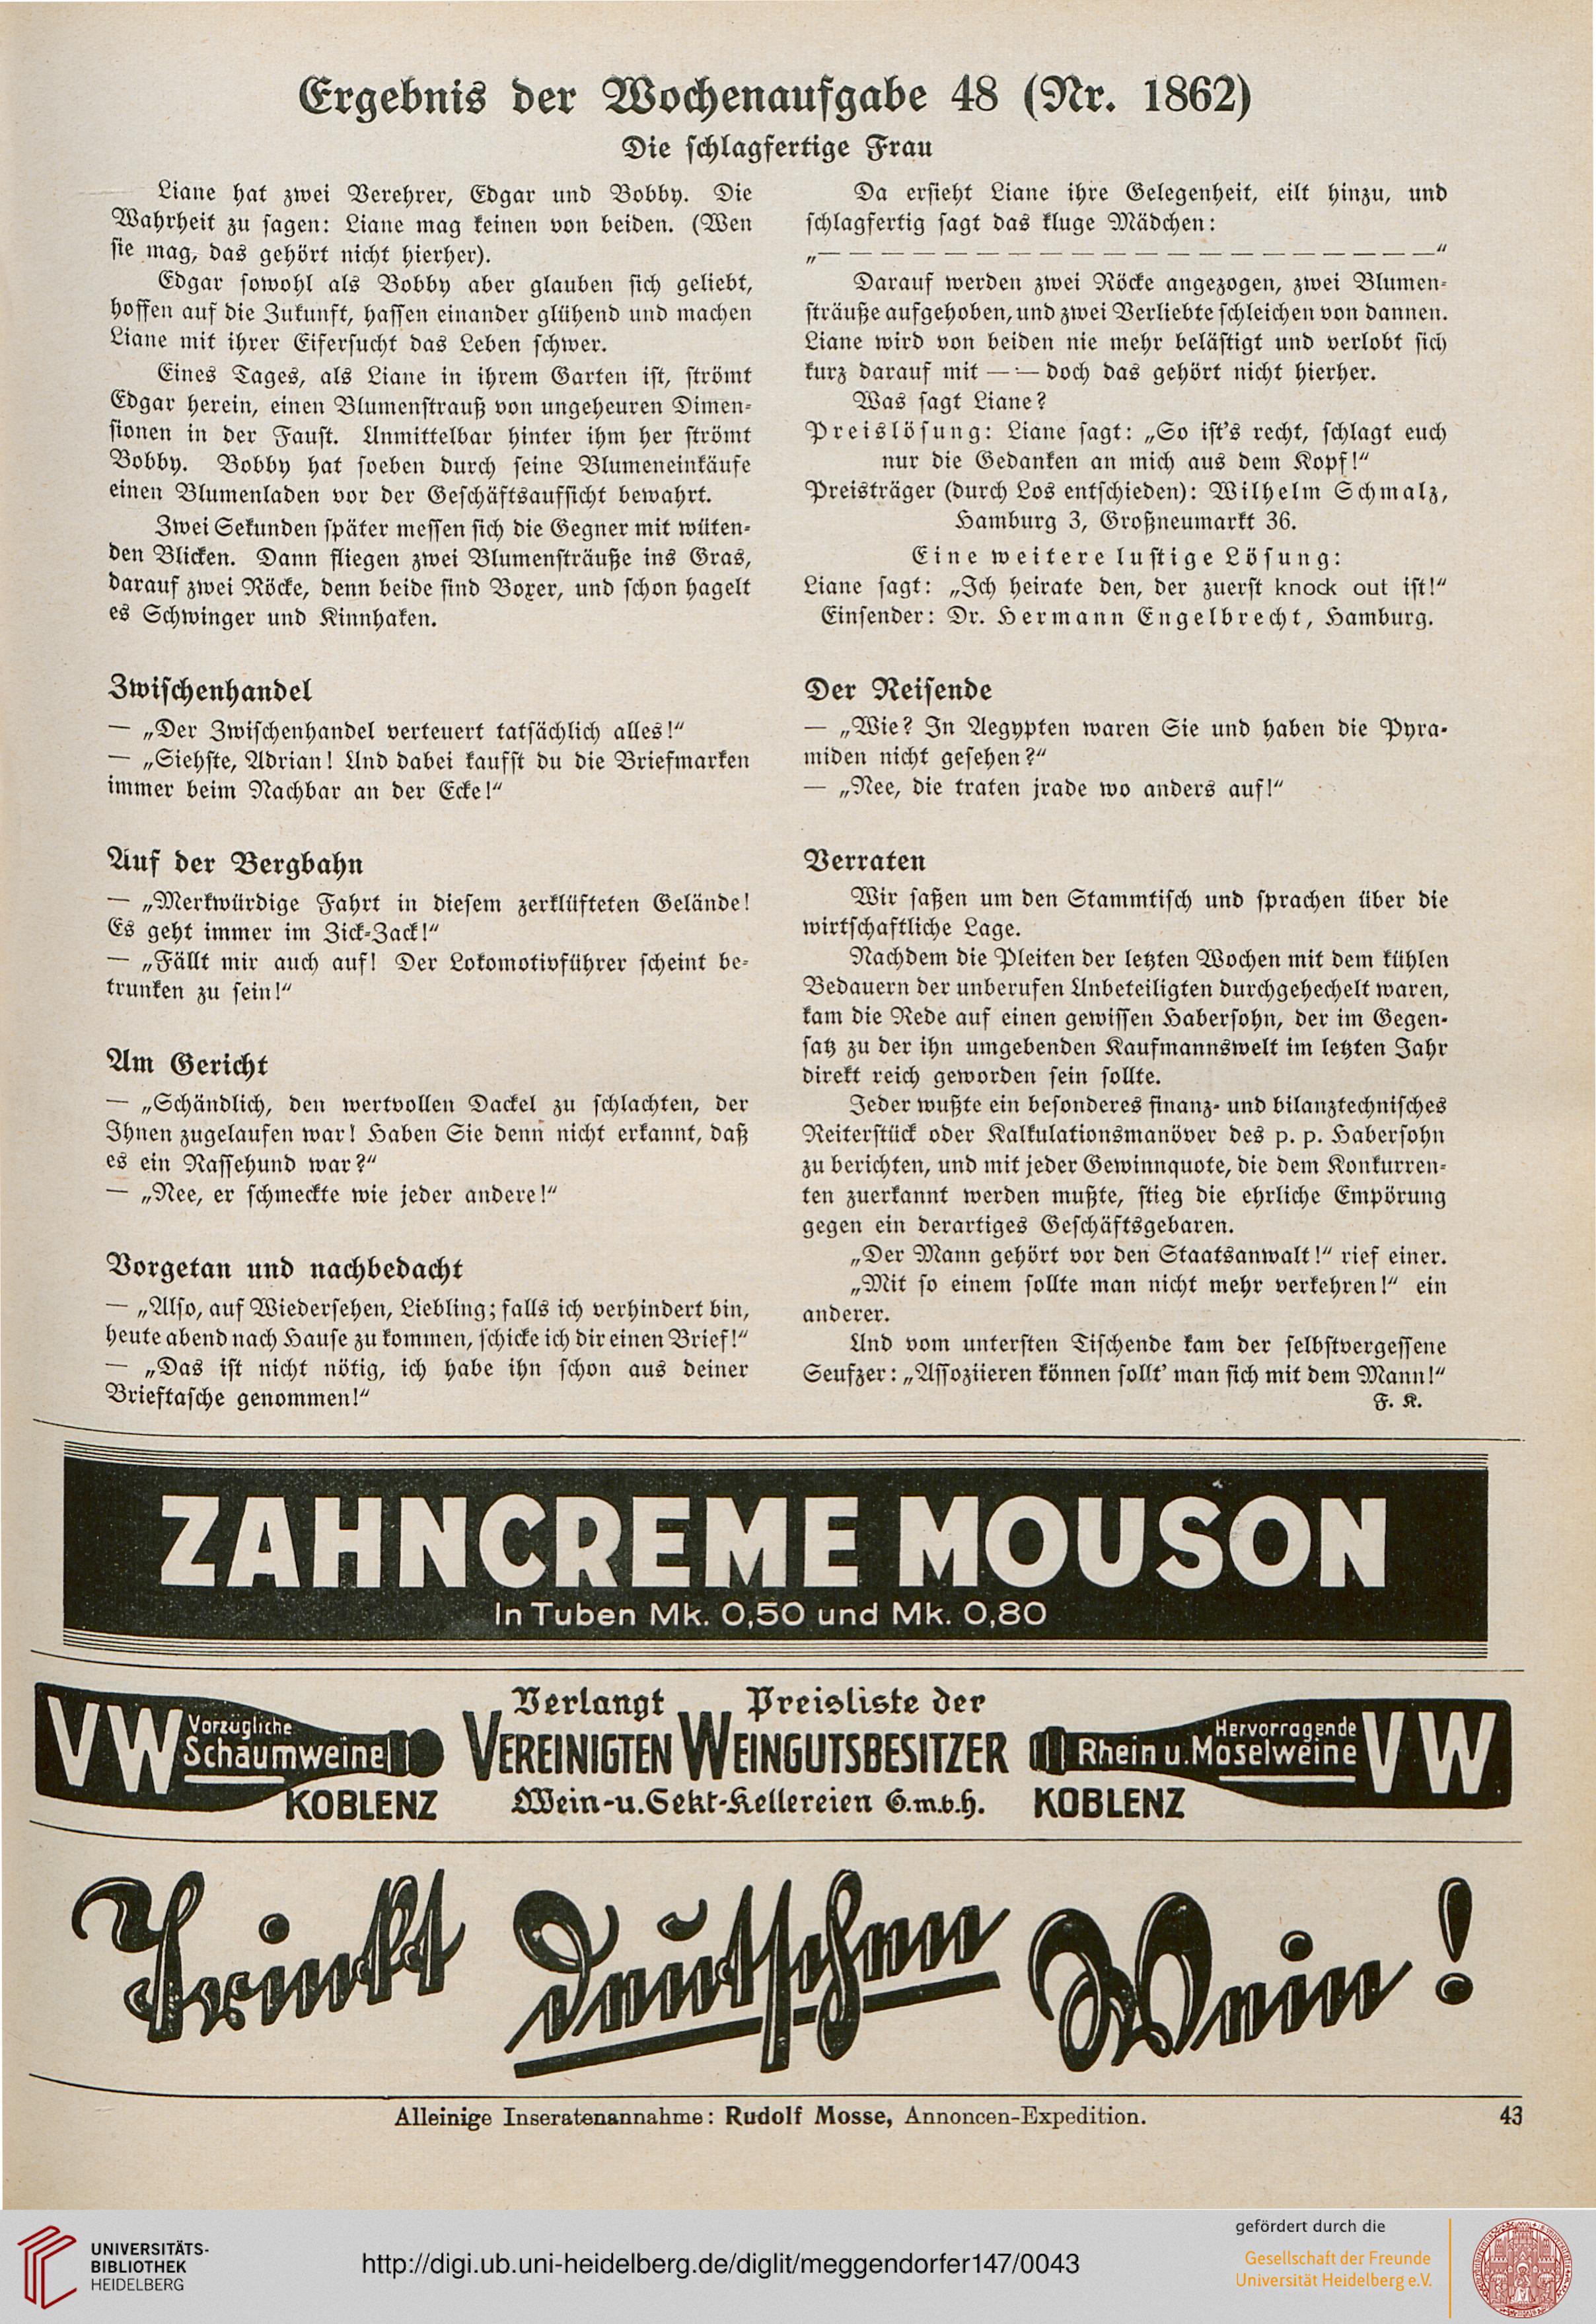 Ergebnis der Wochenaufgabe 48 (Nr. 1862)
Die schlagfertige Frau
Liane hat zwei Verehrer, Edgar und Bobby. Die
Wahrheit zu sagen: Liane mag keinen von beiden. (Wen
sie mag, das gehört nicht hierher).
Edgar sowohl als Bobby aber glauben sich geliebt,
hoffen auf die Zukunft, hassen einander glühend und machen
Liane mit ihrer Eifersucht das Leben schwer.
Eines Tages, als Liane in ihrem Garten ist, strömt
Edgar herein, einen Blumenstrauß von ungeheuren Dimen-
sionen in der Faust. Unmittelbar hinter ihm her strömt
Bobby. Bobby hat soeben durch seine Blumeneinkäufe
einen Blumenladen vor der Geschäftsaufsicht bewahrt.
Zwei Sekunden später messen sich die Gegner mit wüten-
den Blicken. Dann fliegen zwei Blumensträuße ins Gras,
darauf zwei Röcke, denn beide sind Boxer, und schon hagelt
es Schwinger und Kinnhaken.
Da ersieht Liane ihre Gelegenheit, eilt hinzu, und
schlagfertig sagt das kluge Mädchen:
„— — — — — — — — — — — — — — — — — — —“
Darauf werden zwei Röcke angezogen, zwei Blumen-
sträuße aufgehoben, und zwei Verliebte schleichen von dannen.
Liane wird von beiden nie mehr belästigt und verlobt sich
kurz darauf mit — — doch das gehört nicht hierher.
Was sagt Liane?
Preislösung: Liane sagt: „So ist's recht, schlagt euch
nur die Gedanken an mich aus dem Kopf!“
Preisträger (durch Los entschieden): Wilhelm Schmalz,
Hamburg 3, Großneumarkt 36.
Eine weitere lustige Lösung:
Liane sagt: „Ich heirate den, der zuerst knock out ist!“
Einsender: Dr. Hermann Engelbrecht, Hamburg.
Zwischenhandel
— „Der Zwischenhandel verteuert tatsächlich alles!“
— „Siehste, Adrian! Und dabei kaufst du die Briefmarken
immer beim Nachbar an der Ecke!“
Auf der Bergbahn
— „Merkwürdige Fahrt in diesem zerklüfteten Gelände!
Es geht immer im Zick-Zack!“
— „Fällt mir auch auf! Der Lokomotivführer scheint be-
trunken zu sein!“
Am Gericht
— „Schändlich, den wertvollen Dackel zu schlachten, der
Ihnen zugelaufen war! Haben Sie denn nicht erkannt, daß
es ein Rassehund war?“
— „Nee, er schmeckte wie jeder andere!“
Vorgetan und nachbedacht
— „Also, auf Wiedersehen, Liebling; falls ich verhindert bin,
heute abend nach Hause zu kommen, schicke ich dir einen Brief!“
— „Das ist nicht nötig, ich habe ihn schon aus deiner
Brieftasche genommen!“
Der Reisende
— „Wie? In Aegypten waren Sie und haben die Pyra-
miden nicht gesehen?“
— „Nee, die traten jrade wo anders auf!“
Verraten
Wir saßen um den Stammtisch und sprachen über die
wirtschaftliche Lage.
Nachdem die Pleiten der letzten Wochen mit dem kühlen
Bedauern der unberufen Unbeteiligten durchgehechelt waren,
kam die Rede auf einen gewissen Habersohn, der im Gegen-
satz zu der ihn umgebenden Kaufmannswelt im letzten Jahr
direkt reich geworden sein sollte.
Jeder wußte ein besonderes finanz- und bilanztechnisches
Reiterstück oder Kalkulationsmanöver des p. p. Habersohn
zu berichten, und mit jeder Gewinnquote, die dem Konkurren-
ten zuerkannt werden mußte, stieg die ehrliche Empörung
gegen ein derartiges Geschäftsgebaren.
„Der Mann gehört vor den Staatsanwalt!“ rief einer.
„Mit so einem sollte man nicht mehr verkehren!“ ein
anderer.
Und vom untersten Tischende kam der selbstvergessene
Seufzer: „Assoziieren können sollt' man sich mit dem Mann!“
F. K.
ZAHNCREME MOUSON
In Tuben Mk. 0,50 und Mk. 0,80
VW Vorzügliche Schaumweine
KOBLENZ
Verlangt Preisliste der
VEREINIGTEN WEINGUTSBESITZER
Wein-u.Sekt-Kellereien G.m.b.H.
Hervorragende Rhein u. Moselweine VW
KOBLENZ
Trinkt deutschen Wein!
Alleinige Inseratenannahme: Rudolf Mosse, Annoncen-Expedition.
43
UNIVERSITÄTS-
BIBLIOTHEK
HEIDELBERG
http://digi.ub.uni-heidelberg.de/diglit/meggendorfer147/0043
gefördert durch die
Gesellschaft der Freunde
Universität Heidelberg e.V.